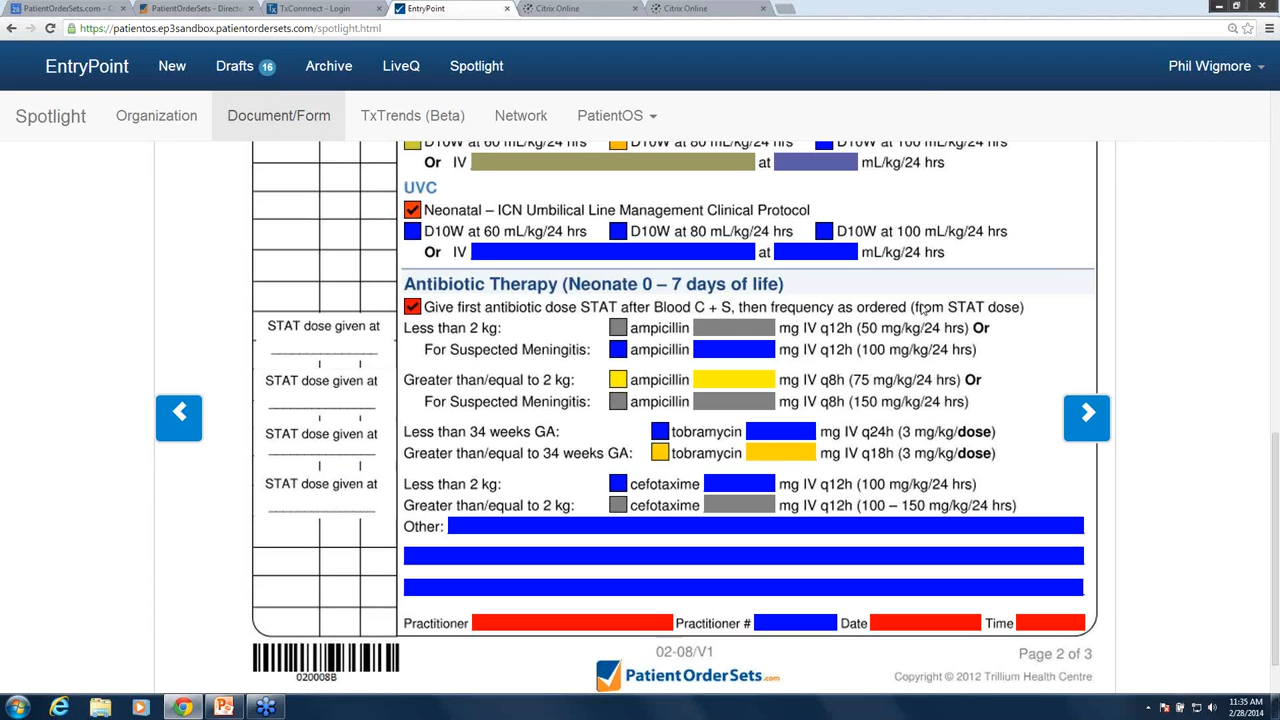 PatientOrderSets.com - C
PatientOrderSets - Direct
TxConnect - Login
EntryPoint
Citrix Online
Citrix Online
https://patientos.ep3sandbox.patientordersets.com/spotlight.html
EntryPoint New Drafts 16 Archive LiveQ Spotlight Phil Wigmore
Spotlight Organization Document/Form TxTrends (Beta) Network PatientOS
D10W at 60 mL/kg/24 hrs D10W at 80 mL/kg/24 hrs D10W at 100 mL/kg/24 hrs
Or IV at mL/kg/24 hrs
UVC
Neonatal – ICN Umbilical Line Management Clinical Protocol
D10W at 60 mL/kg/24 hrs D10W at 80 mL/kg/24 hrs D10W at 100 mL/kg/24 hrs
Or IV at mL/kg/24 hrs
Antibiotic Therapy (Neonate 0 – 7 days of life)
Give first antibiotic dose STAT after Blood C + S, then frequency as ordered (from STAT dose)
STAT dose given at
Less than 2 kg: ampicillin mg IV q12h (50 mg/kg/24 hrs) Or
For Suspected Meningitis: ampicillin mg IV q12h (100 mg/kg/24 hrs)
STAT dose given at
Greater than/equal to 2 kg: ampicillin mg IV q8h (75 mg/kg/24 hrs) Or
For Suspected Meningitis: ampicillin mg IV q8h (150 mg/kg/24 hrs)
STAT dose given at
Less than 34 weeks GA: tobramycin mg IV q24h (3 mg/kg/dose)
Greater than/equal to 34 weeks GA: tobramycin mg IV q18h (3 mg/kg/dose)
STAT dose given at
Less than 2 kg: cefotaxime mg IV q12h (100 mg/kg/24 hrs)
Greater than/equal to 2 kg: cefotaxime mg IV q12h (100 – 150 mg/kg/24 hrs)
Other:
Practitioner Practitioner # Date Time
020008B
02-08/V1
Page 2 of 3
PatientOrderSets.com
Copyright © 2012 Trillium Health Centre
11:35 AM
2/28/2014